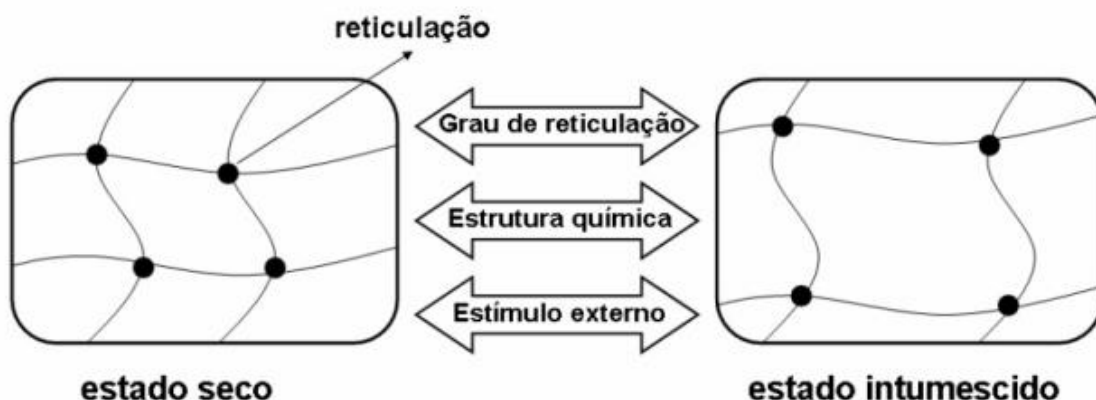 reticulação
Grau de reticulação
Estrutura química
Estímulo externo
estado seco
estado intumescido